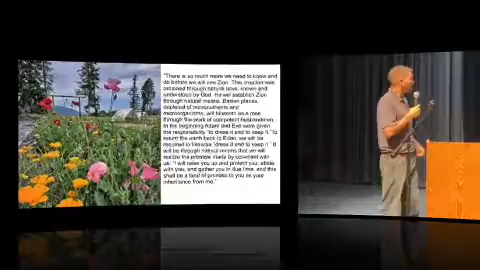 "There is so much more we need to know and
do before we will see Zion. This creation was
organized through natural laws, known and
understood by God. He will establish Zion
through natural means. Barren places,
depleted of micronutrients and
microorganisms, will blossom as a rose
through the work of competent husbandmen.
In the beginning Adam and Eve were given
the responsibility "to dress it and to keep it." To
return the earth back to Eden, we will be
required to likewise "dress it and to keep it." It
will be through natural means that we will
realize the promise made by covenant with
us: "I will raise you up and protect you, abide
with you, and gather you in due time, and this
shall be a land of promise to you as your
inheritance from me."